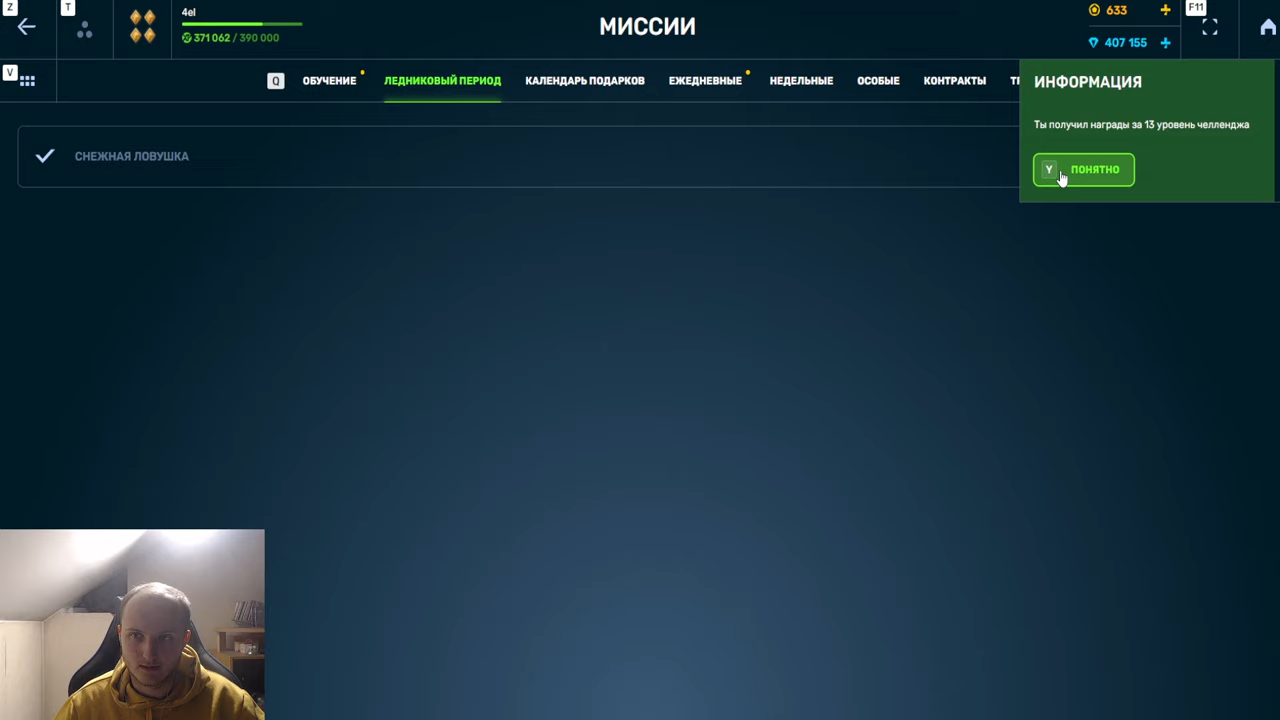 Z
T
4el
371 062 / 390 000
МИССИИ
633 +
407 155 +
F11
V
Q
ОБУЧЕНИЕ
ЛЕДНИКОВЫЙ ПЕРИОД
КАЛЕНДАРЬ ПОДАРКОВ
ЕЖЕДНЕВНЫЕ
НЕДЕЛЬНЫЕ
ОСОБЫЕ
КОНТРАКТЫ
ИНФОРМАЦИЯ
Ты получил награды за 13 уровень челленджа
Y ПОНЯТНО
СНЕЖНАЯ ЛОВУШКА